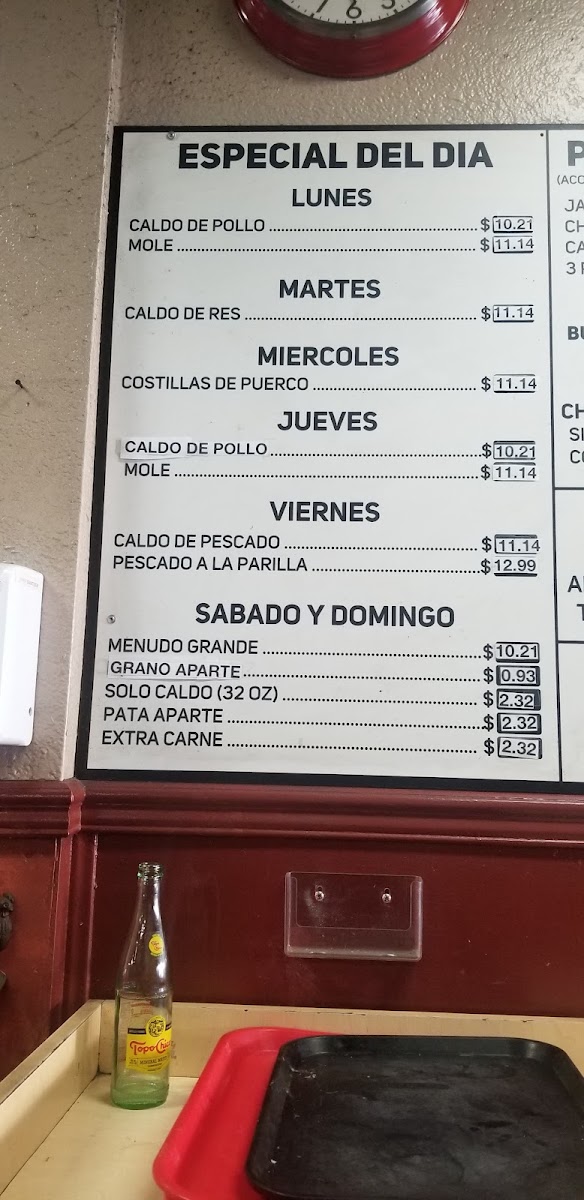 7 6 5
ESPECIAL DEL DIA
LUNES
CALDO DE POLLO $ 10.21
MOLE $ 11.14
MARTES
CALDO DE RES $ 11.14
MIERCOLES
COSTILLAS DE PUERCO $ 11.14
JUEVES
CALDO DE POLLO $ 10.21
MOLE $ 11.14
VIERNES
CALDO DE PESCADO $ 11.14
PESCADO A LA PARILLA $ 12.99
SABADO Y DOMINGO
MENUDO GRANDE $ 10.21
GRANO APARTE $ 0.93
SOLO CALDO (32 OZ) $ 2.32
PATA APARTE $ 2.32
EXTRA CARNE $ 2.32
Topo Chico